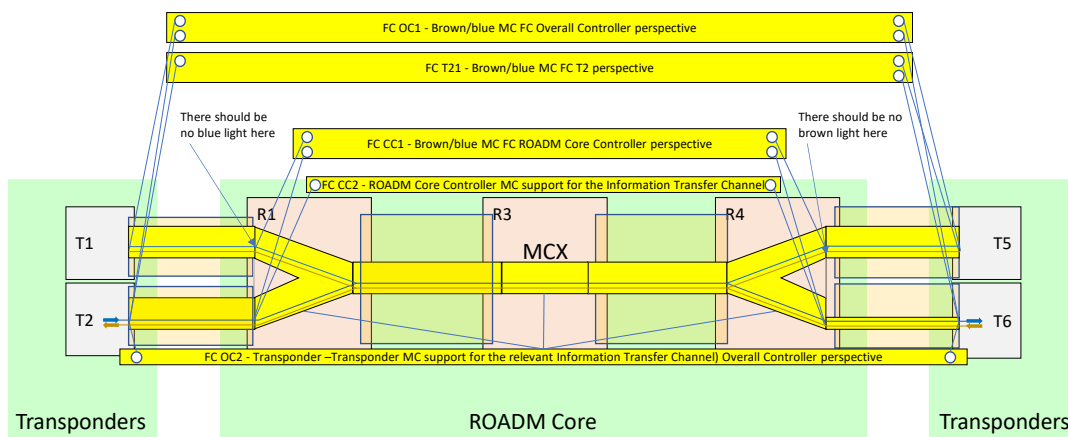 FC OC1 - Brown/blue MC FC Overall Controller perspective
FC T21 - Brown/blue MC FC T2 perspective
There should be
no blue light here
There should be no
brown light here
FC CC1 - Brown/blue MC FC ROADM Core Controller perspective
FC CC2 - ROADM Core Controller MC support for the Information Transfer Channel)
R1
R3
R4
T1
MCX
T5
T2
T6
FC OC2 - Transponder –Transponder MC support for the relevant Information Transfer Channel) Overall Controller perspective
Transponders
ROADM Core
Transponders